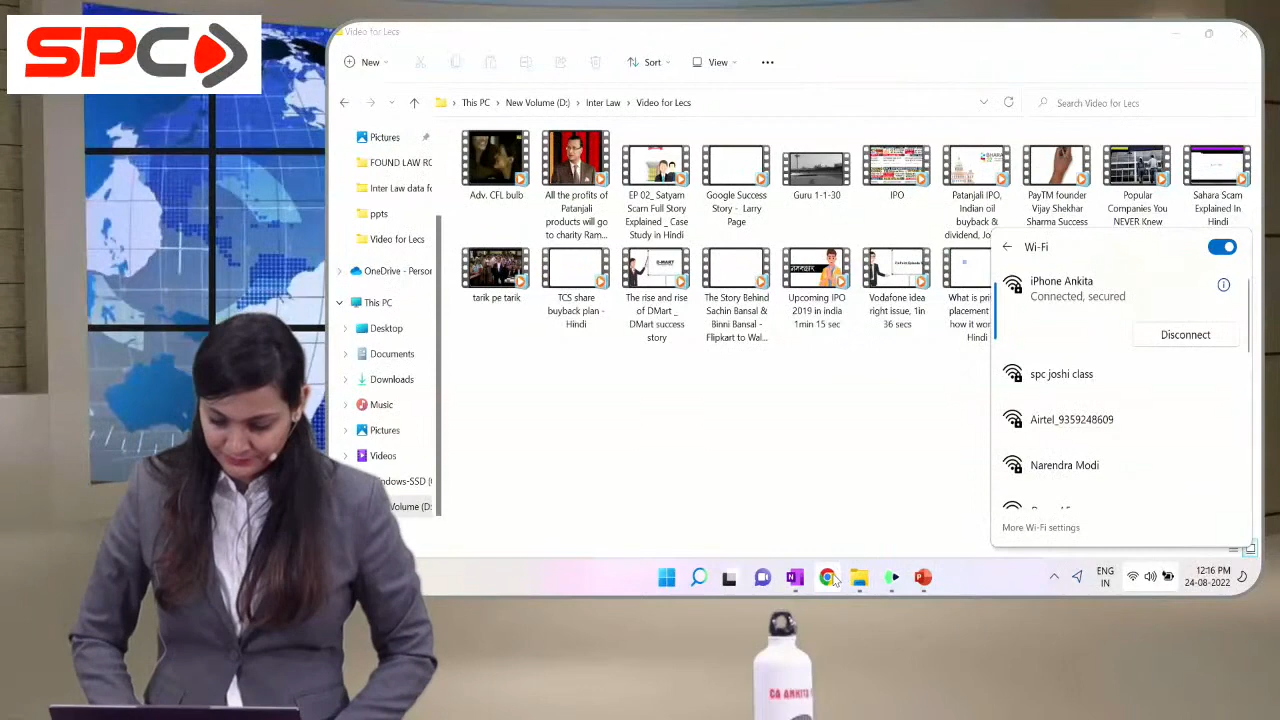 SPC
Video for Lecs
New
Sort
View
This PC
New Volume (D:)
Inter Law
Video for Lecs
Search Video for Lecs
Pictures
FOUND LAW RC
Inter Law data fo
ppts
Video for Lecs
OneDrive - Person
This PC
Desktop
Documents
Downloads
Music
Pictures
Videos
ndows-SSD (
Volume (D:
Adv. CFL bulb
All the profits of
Patanjali
products will go
to charity Ram...
EP 02_ Satyam
Scam Full Story
Explained _ Case
Study in Hindi
Google Success
Story - Larry
Page
Guru 1-1-30
IPO
Patanjali IPO,
Indian oil
buyback &
dividend, Jo
PayTM founder
Vijay Shekhar
Sharma Success
Popular
Companies You
NEVER Knew
Sahara Scam
Explained In
Hindi
tarik pe tarik
TCS share
buyback plan -
Hindi
The rise and rise
of DMart _
DMart success
story
The Story Behind
Sachin Bansal &
Binni Bansal -
Flipkart to Wal...
Upcoming IPO
2019 in india
1min 15 sec
Vodafone idea
right issue, 1in
36 secs
What is pri
placement
how it wor
Hindi
Wi-Fi
iPhone Ankita
Connected, secured
Disconnect
spc joshi class
Airtel_9359248609
Narendra Modi
More Wi-Fi settings
ENG
IN
12:16 PM
24-08-2022
CA ANKITA